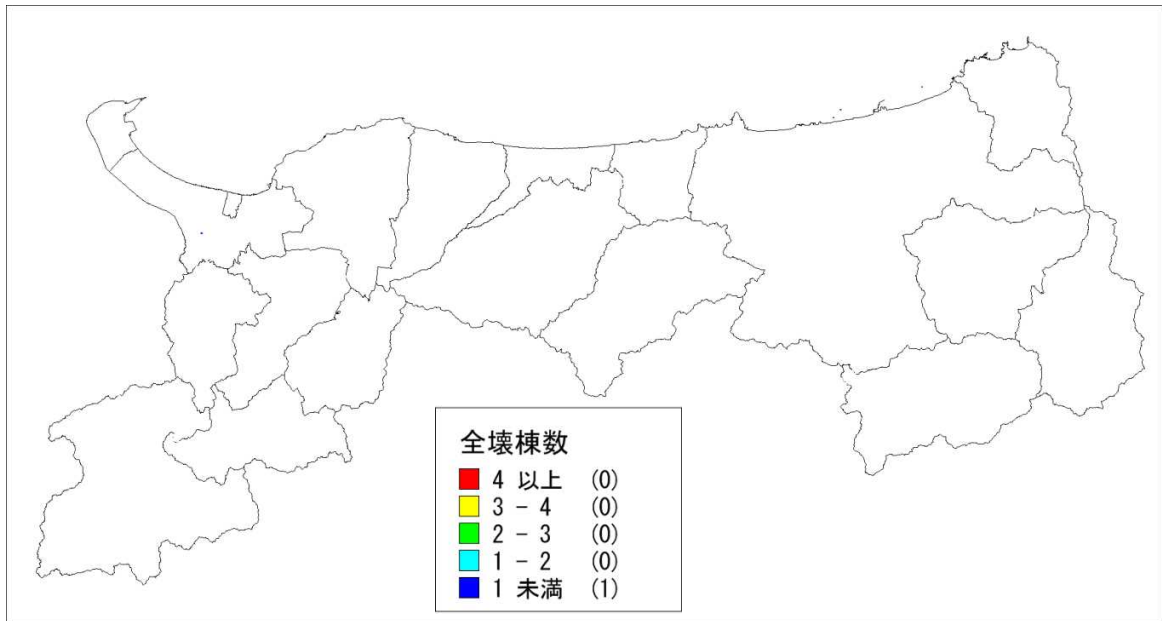 全壊棟数
4 以上 (0)
3 - 4 (0)
2 - 3 (0)
1 - 2 (0)
1 未満 (1)